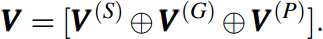 V = [V^(S) ⊕ V^(G) ⊕ V^(P)].